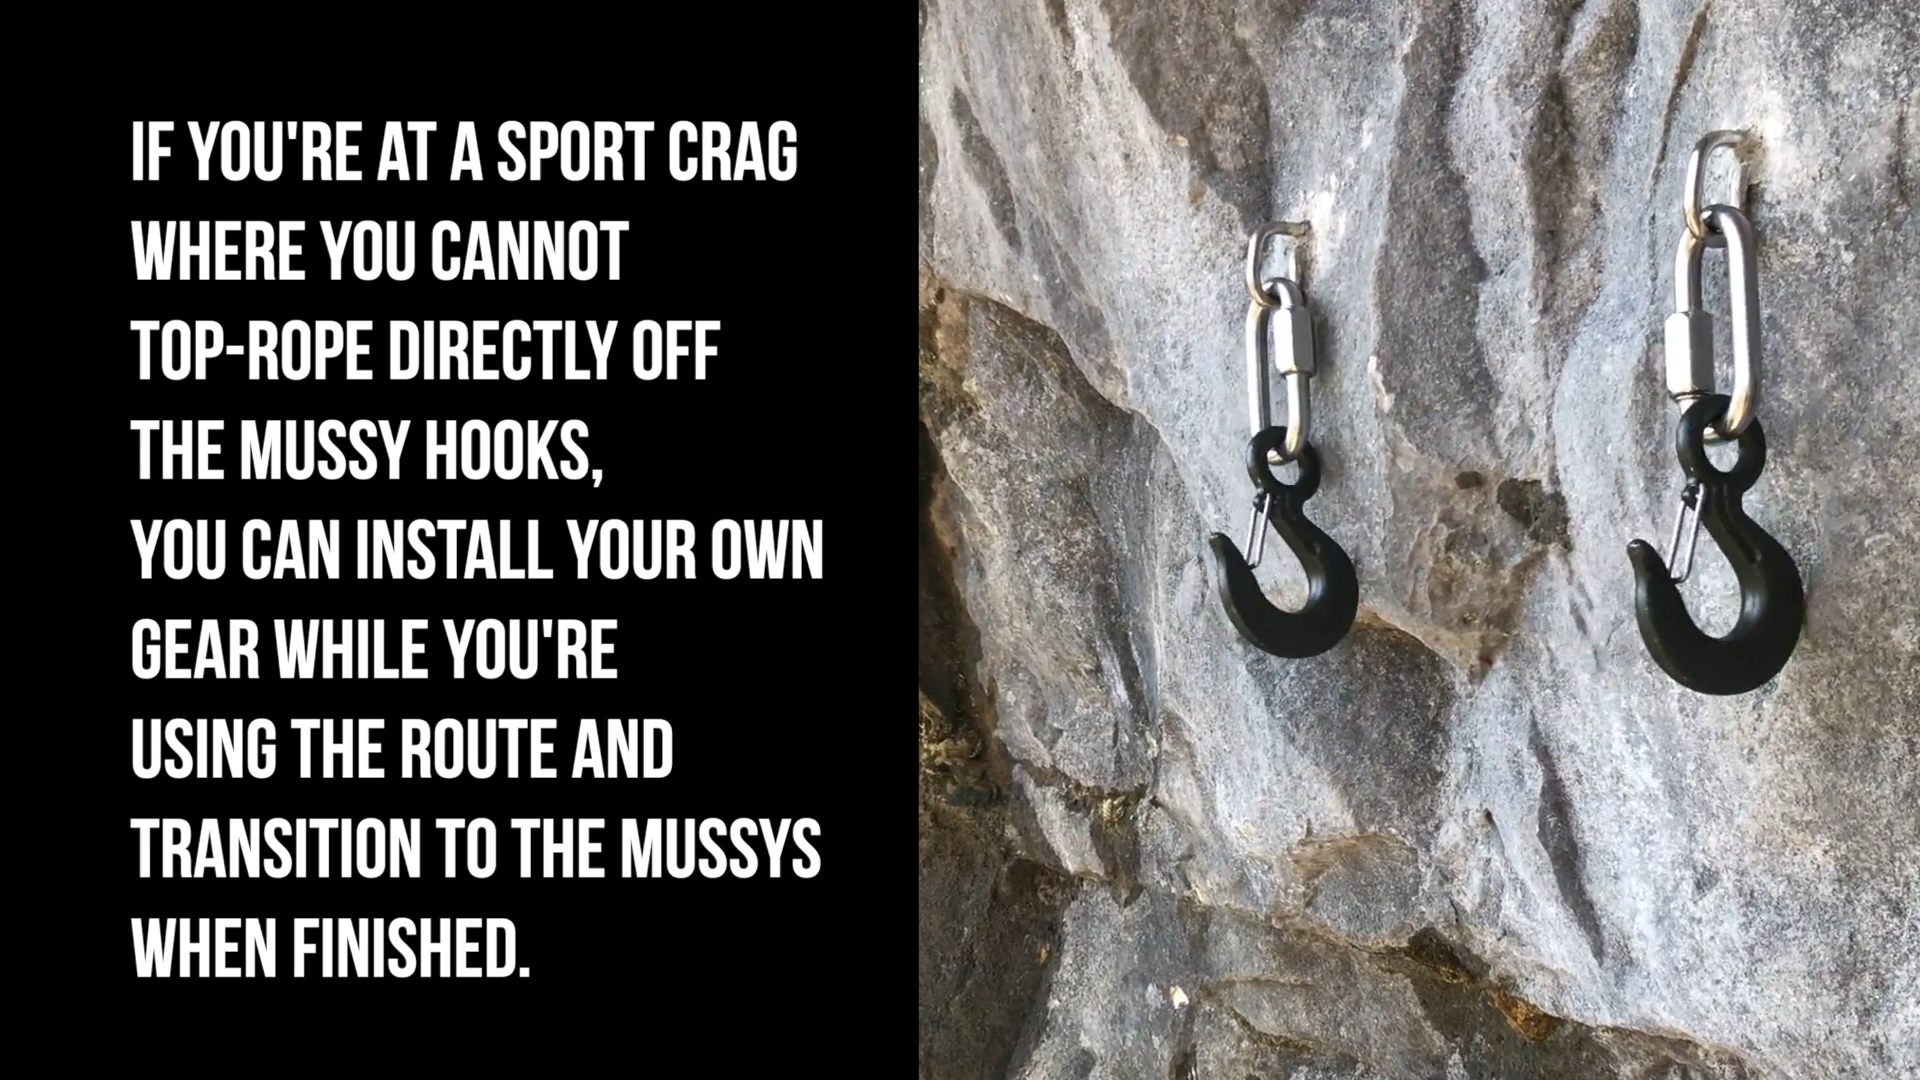 IF YOU'RE AT A SPORT CRAG
WHERE YOU CANNOT
TOP-ROPE DIRECTLY OFF
THE MUSSY HOOKS,
YOU CAN INSTALL YOUR OWN
GEAR WHILE YOU'RE
USING THE ROUTE AND
TRANSITION TO THE MUSSYS
WHEN FINISHED.